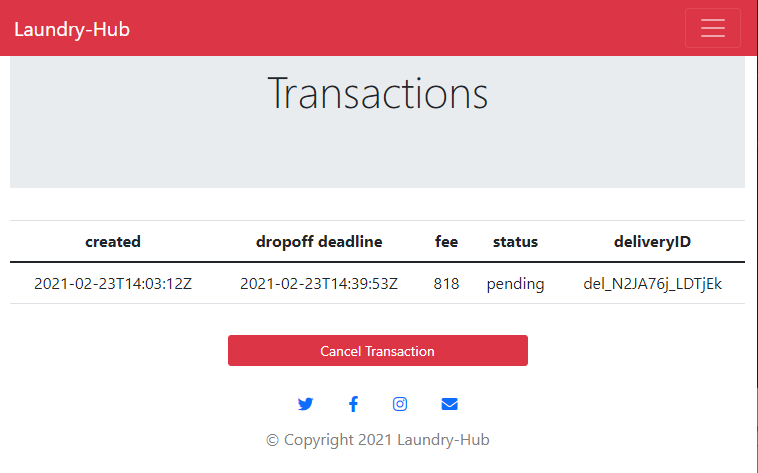 Laundry-Hub
Transactions
created dropoff deadline fee status deliveryID
2021-02-23T14:03:12Z 2021-02-23T14:39:53Z 818 pending del_N2JA76j_LDTjEk
Cancel Transaction
© Copyright 2021 Laundry-Hub